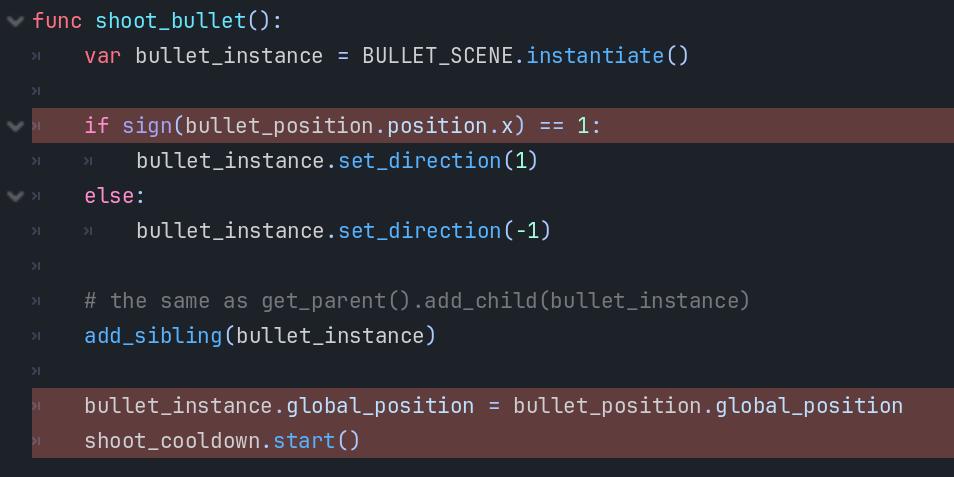 func shoot_bullet():
var bullet_instance = BULLET_SCENE.instantiate()
if sign(bullet_position.position.x) == 1:
bullet_instance.set_direction(1)
else:
bullet_instance.set_direction(-1)
# the same as get_parent().add_child(bullet_instance)
add_sibling(bullet_instance)
bullet_instance.global_position = bullet_position.global_position
shoot_cooldown.start()